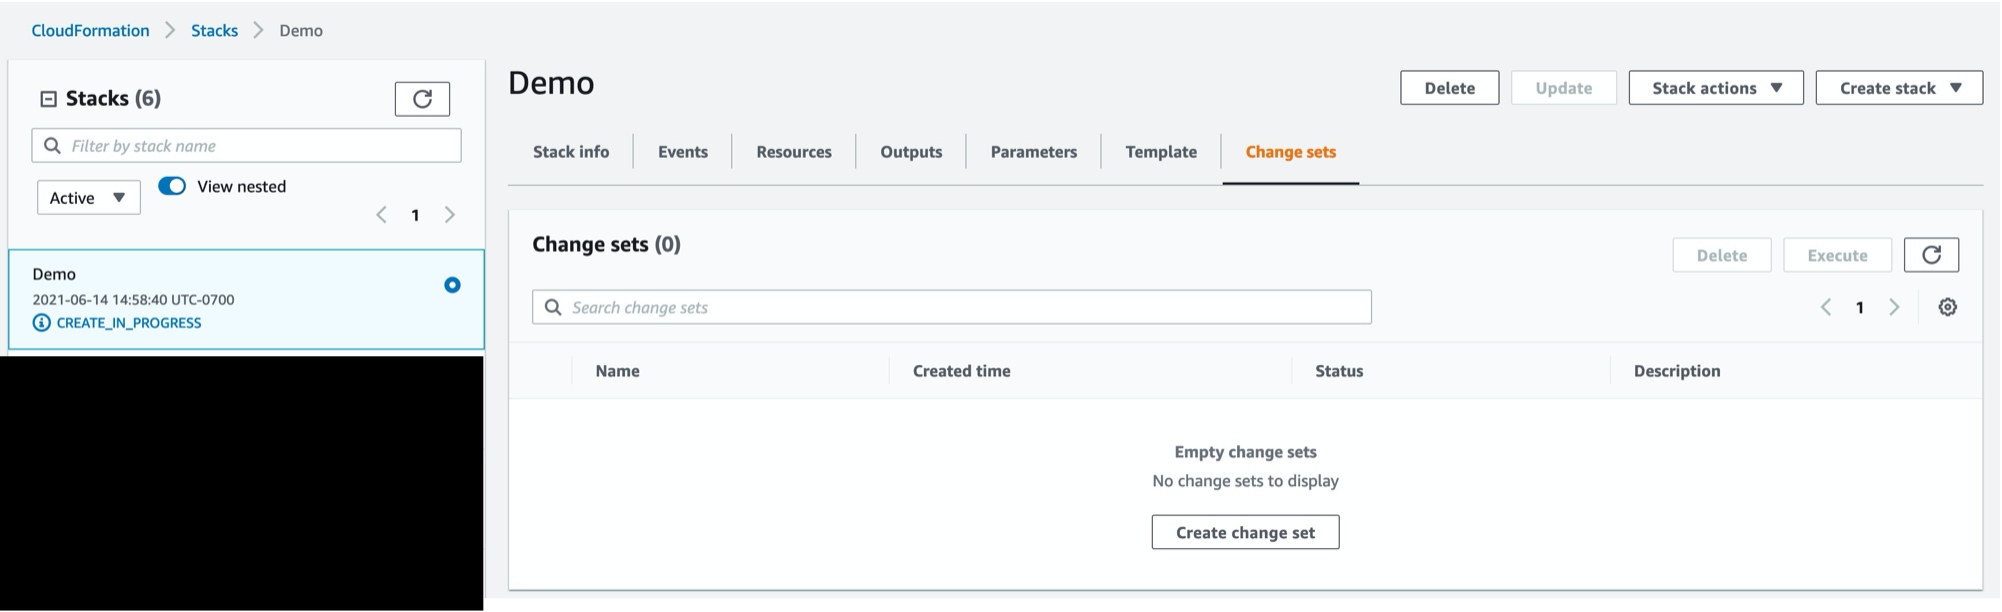 CloudFormation > Stacks > Demo
Stacks (6)
Filter by stack name
Active
View nested
1
Demo
2021-06-14 14:58:40 UTC-0700
CREATE_IN_PROGRESS
Demo
Delete Update Stack actions Create stack
Stack info Events Resources Outputs Parameters Template Change sets
Change sets (0)
Delete Execute
Search change sets
1
Name Created time Status Description
Empty change sets
No change sets to display
Create change set